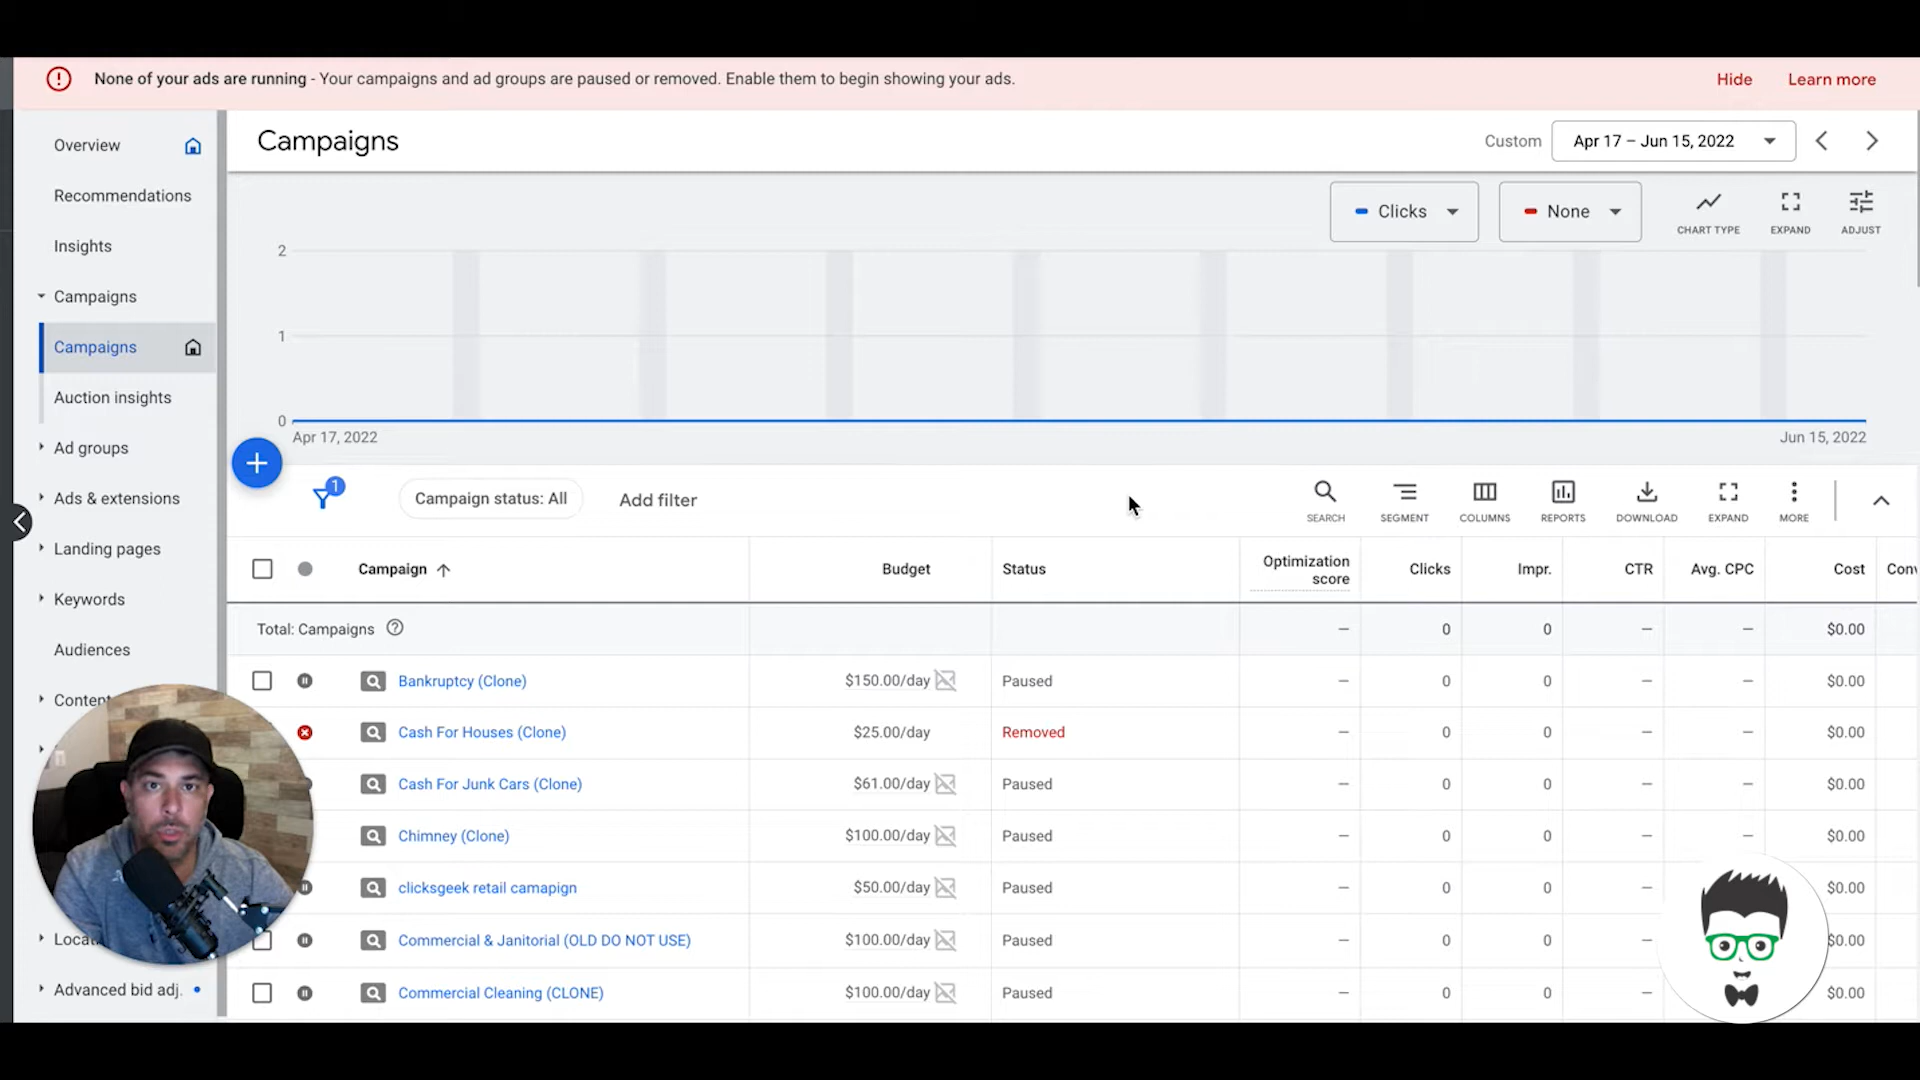 None of your ads are running - Your campaigns and ad groups are paused or removed. Enable them to begin showing your ads.
Hide
Learn more
Overview
Recommendations
Insights
Campaigns
Campaigns
Auction insights
Ad groups
Ads & extensions
Landing pages
Keywords
Audiences
Content
Advanced bid adj.
Campaigns
Custom
Apr 17 – Jun 15, 2022
Clicks
None
CHART TYPE
EXPAND
ADJUST
2
1
0
Apr 17, 2022
Jun 15, 2022
1
Campaign status: All
Add filter
SEARCH
SEGMENT
COLUMNS
REPORTS
DOWNLOAD
EXPAND
MORE
Campaign Budget Status Optimization score Clicks Impr. CTR Avg. CPC Cost
Total: Campaigns — 0 0 — — $0.00
Bankruptcy (Clone) $150.00/day Paused — 0 0 — — $0.00
Cash For Houses (Clone) $25.00/day Removed — 0 0 — — $0.00
Cash For Junk Cars (Clone) $61.00/day Paused — 0 0 — — $0.00
Chimney (Clone) $100.00/day Paused — 0 0 — — $0.00
clicksgeek retail camapign $50.00/day Paused — 0 0 — $0.00
Commercial & Janitorial (OLD DO NOT USE) $100.00/day Paused — 0 0 — $0.00
Commercial Cleaning (CLONE) $100.00/day Paused — 0 0 — $0.00